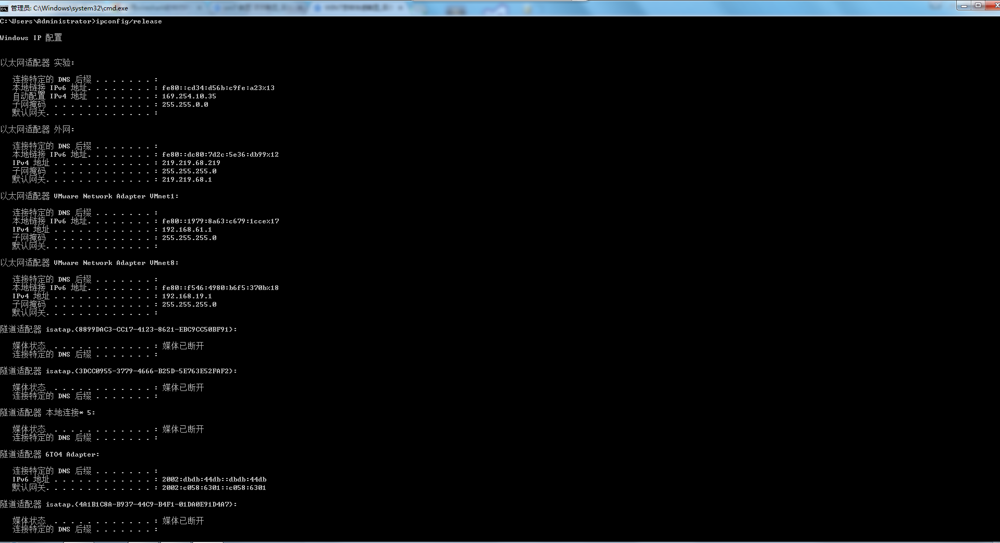 管理员: C:\Windows\system32\cmd.exe
C:\Users\Administrator>ipconfig/release
Windows IP 配置
以太网适配器 实验:
连接特定的 DNS 后缀 . . . . . . . :
本地链接 IPv6 地址. . . . . . . . : fe80::cd34:d56b:c9fe:a23%13
自动配置 IPv4 地址  . . . . . . . : 169.254.10.35
子网掩码  . . . . . . . . . . . . : 255.255.0.0
默认网关. . . . . . . . . . . . . :
以太网适配器 外网:
连接特定的 DNS 后缀 . . . . . . . :
本地链接 IPv6 地址. . . . . . . . : fe80::dc80:7d2c:5e36:db99%12
IPv4 地址 . . . . . . . . . . . . : 219.219.68.219
子网掩码  . . . . . . . . . . . . : 255.255.255.0
默认网关. . . . . . . . . . . . . : 219.219.68.1
以太网适配器 VMware Network Adapter VMnet1:
连接特定的 DNS 后缀 . . . . . . . :
本地链接 IPv6 地址. . . . . . . . : fe80::1979:8a63:c679:1cce%17
IPv4 地址 . . . . . . . . . . . . : 192.168.61.1
子网掩码  . . . . . . . . . . . . : 255.255.255.0
默认网关. . . . . . . . . . . . . :
以太网适配器 VMware Network Adapter VMnet8:
连接特定的 DNS 后缀 . . . . . . . :
本地链接 IPv6 地址. . . . . . . . : fe80::f546:4980:b6f5:370b%18
IPv4 地址 . . . . . . . . . . . . : 192.168.19.1
子网掩码  . . . . . . . . . . . . : 255.255.255.0
默认网关. . . . . . . . . . . . . :
隧道适配器 isatap.{8899DAC3-CC17-4123-8621-EBC9CC50BF91}:
媒体状态  . . . . . . . . . . . . : 媒体已断开
连接特定的 DNS 后缀 . . . . . . . :
隧道适配器 isatap.{3DCC0955-3779-4666-B25D-5E763E52FAF2}:
媒体状态  . . . . . . . . . . . . : 媒体已断开
连接特定的 DNS 后缀 . . . . . . . :
隧道适配器 本地连接* 5:
媒体状态  . . . . . . . . . . . . : 媒体已断开
连接特定的 DNS 后缀 . . . . . . . :
隧道适配器 6TO4 Adapter:
连接特定的 DNS 后缀 . . . . . . . :
IPv6 地址 . . . . . . . . . . . . : 2002:dbdb:44db::dbdb:44db
默认网关. . . . . . . . . . . . . : 2002:c058:6301::c058:6301
隧道适配器 isatap.{4A1B1C8A-B937-44C9-B4F1-01DA0E91D4A7}:
媒体状态  . . . . . . . . . . . . : 媒体已断开
连接特定的 DNS 后缀 . . . . . . . :